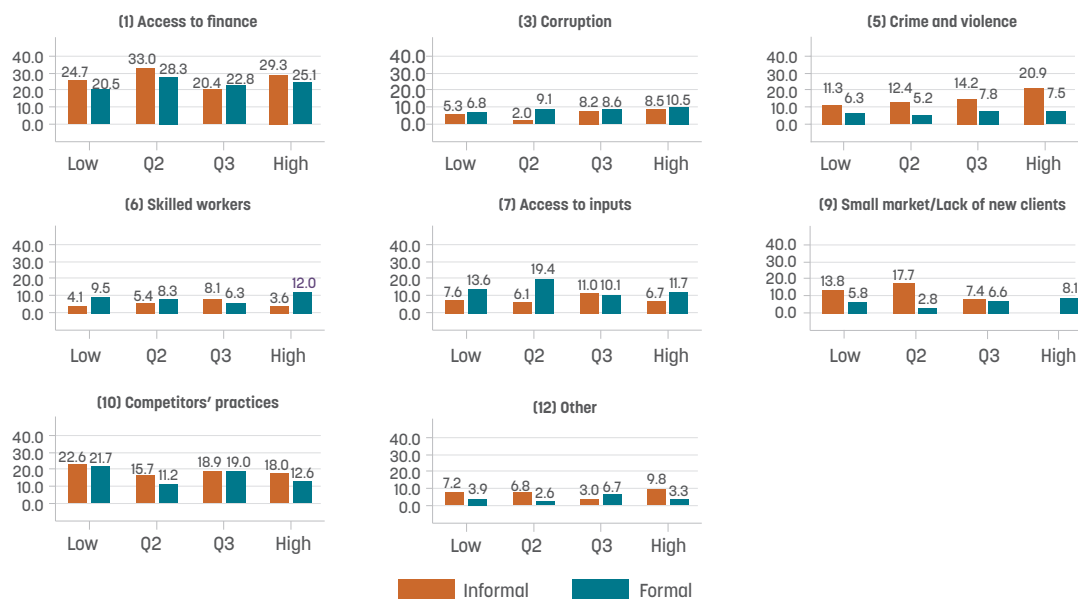 (1) Access to finance
40.0
30.0
20.0
10.0
0.0
24.7 20.5 33.0 28.3 20.4 22.8 29.3 25.1
Low Q2 Q3 High
(3) Corruption
40.0
30.0
20.0
10.0
0.0
5.3 6.8 2.0 9.1 8.2 8.6 8.5 10.5
Low Q2 Q3 High
(5) Crime and violence
40.0
30.0
20.0
10.0
0.0
11.3 6.3 12.4 5.2 14.2 7.8 20.9 7.5
Low Q2 Q3 High
(6) Skilled workers
40.0
30.0
20.0
10.0
0.0
4.1 9.5 5.4 8.3 8.1 6.3 3.6 12.0
Low Q2 Q3 High
(7) Access to inputs
40.0
30.0
20.0
10.0
0.0
7.6 13.6 6.1 19.4 11.0 10.1 6.7 11.7
Low Q2 Q3 High
(9) Small market/Lack of new clients
40.0
30.0
20.0
10.0
0.0
13.8 5.8 17.7 2.8 7.4 6.6 8.1
Low Q2 Q3 High
(10) Competitors’ practices
40.0
30.0
20.0
10.0
0.0
22.6 21.7 15.7 11.2 18.9 19.0 18.0 12.6
Low Q2 Q3 High
(12) Other
40.0
30.0
20.0
10.0
0.0
7.2 3.9 6.8 2.6 3.0 6.7 9.8 3.3
Low Q2 Q3 High
Informal Formal